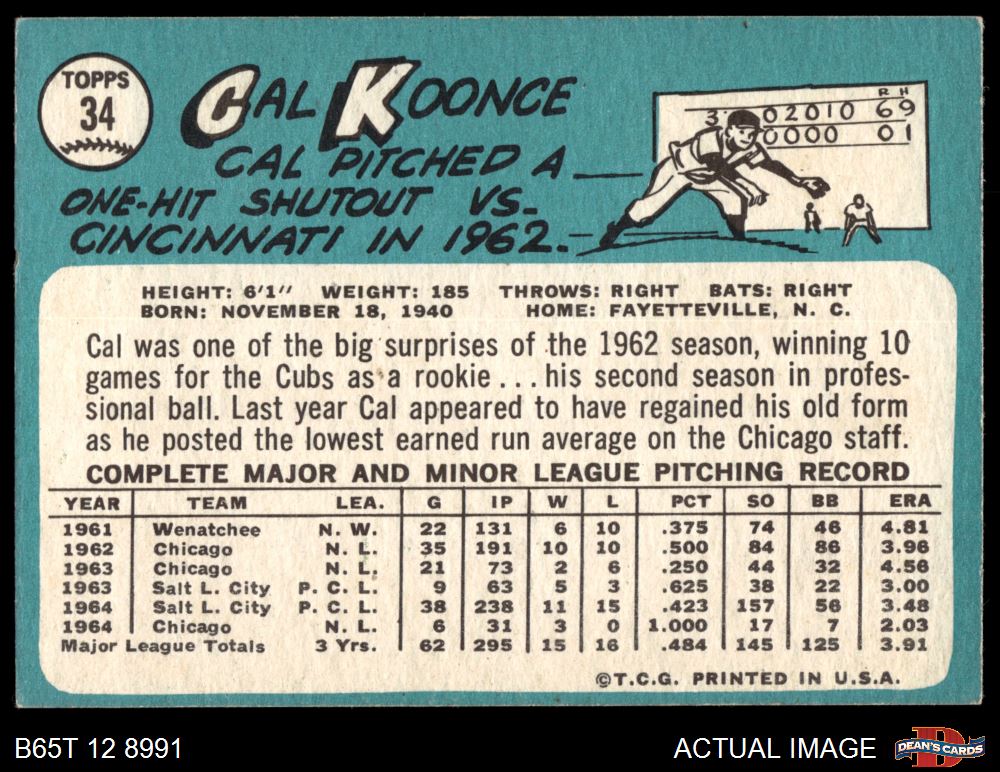 TOPPS
34
CAL KOONCE
CAL PITCHED A
ONE-HIT SHUTOUT VS.
CINCINNATI IN 1962.
R H
3 02010 6 9
0000 0 1
HEIGHT: 6'1" WEIGHT: 185 THROWS: RIGHT BATS: RIGHT
BORN: NOVEMBER 18, 1940 HOME: FAYETTEVILLE, N. C.
Cal was one of the big surprises of the 1962 season, winning 10
games for the Cubs as a rookie . . . his second season in profes-
sional ball. Last year Cal appeared to have regained his old form
as he posted the lowest earned run average on the Chicago staff.
COMPLETE MAJOR AND MINOR LEAGUE PITCHING RECORD
YEAR TEAM LEA. G IP W L PCT SO BB ERA
1961 Wenatchee N. W. 22 131 6 10 .375 74 46 4.81
1962 Chicago N. L. 35 191 10 10 .500 84 86 3.96
1963 Chicago N. L. 21 73 2 6 .250 44 32 4.56
1963 Salt L. City P. C. L. 9 63 5 3 .625 38 22 3.00
1964 Salt L. City P. C. L. 38 238 11 15 .423 157 56 3.48
1964 Chicago N. L. 6 31 3 0 1.000 17 7 2.03
Major League Totals 3 Yrs. 62 295 15 16 .484 145 125 3.91
©T.C.G. PRINTED IN U.S.A.
B65T 12 8991
ACTUAL IMAGE
D
DEAN'S CARDS